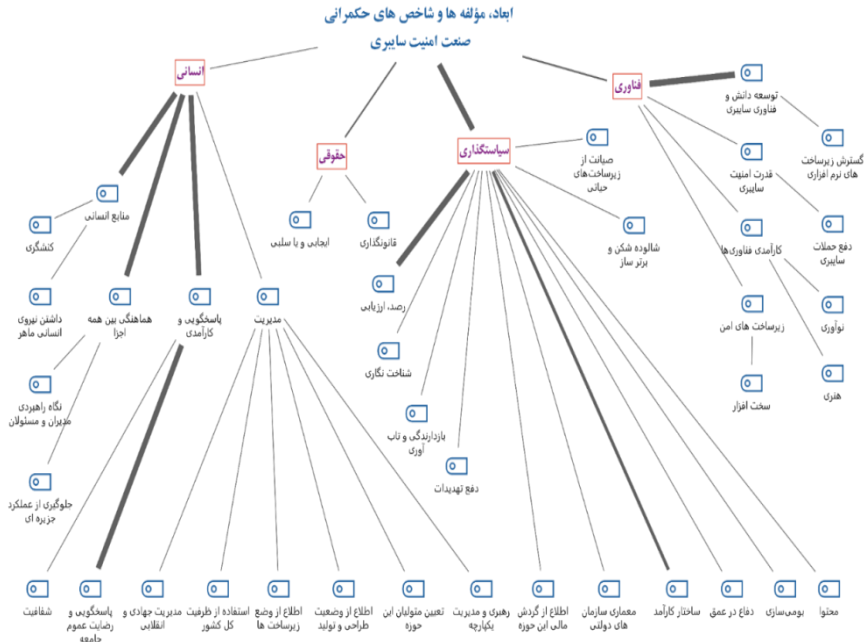 ابعاد، مؤلفه ها و شاخص های حکمرانی
صنعت امنیت سایبری
انسانی
فناوری
حقوقی
سیاستگذاری
توسعه دانش و
فناوری سایبری
صیانت از
زیرساخت‌های
حیاتی
قدرت امنیت
سایبری
گسترش زیرساخت
های نرم افزاری
منابع انسانی
کنشگری
ایجابی و یا سلبی
قانونگذاری
شالوده شکن و
برتر ساز
کارآمدی فناوری‌ها
دفع حملات
سایبری
داشتن نیروی
انسانی ماهر
هماهنگی بین همه
اجزا
پاسخگویی و
کارآمدی
مدیریت
رصد، ارزیابی
زیرساخت های امن
نوآوری
شناخت نگاری
نگاه راهبردی
مدیران و مسئولان
سخت افزار
هنری
بازدارندگی و تاب
آوری
دفع تهدیدات
جلوگیری از عملکرد
جزیره ای
شفافیت
پاسخگویی و
رضایت عموم
جامعه
مدیریت جهادی و
انقلابی
استفاده از ظرفیت
کل کشور
اطلاع از وضع
زیرساخت ها
اطلاع از وضعیت
طراحی و تولید
تعیین متولیان این
حوزه
رهبری و مدیریت
یکپارچه
اطلاع از گردش
مالی این حوزه
معماری سازمان
های دولتی
ساختار کارآمد
دفاع در عمق
بومی‌سازی
محتوا